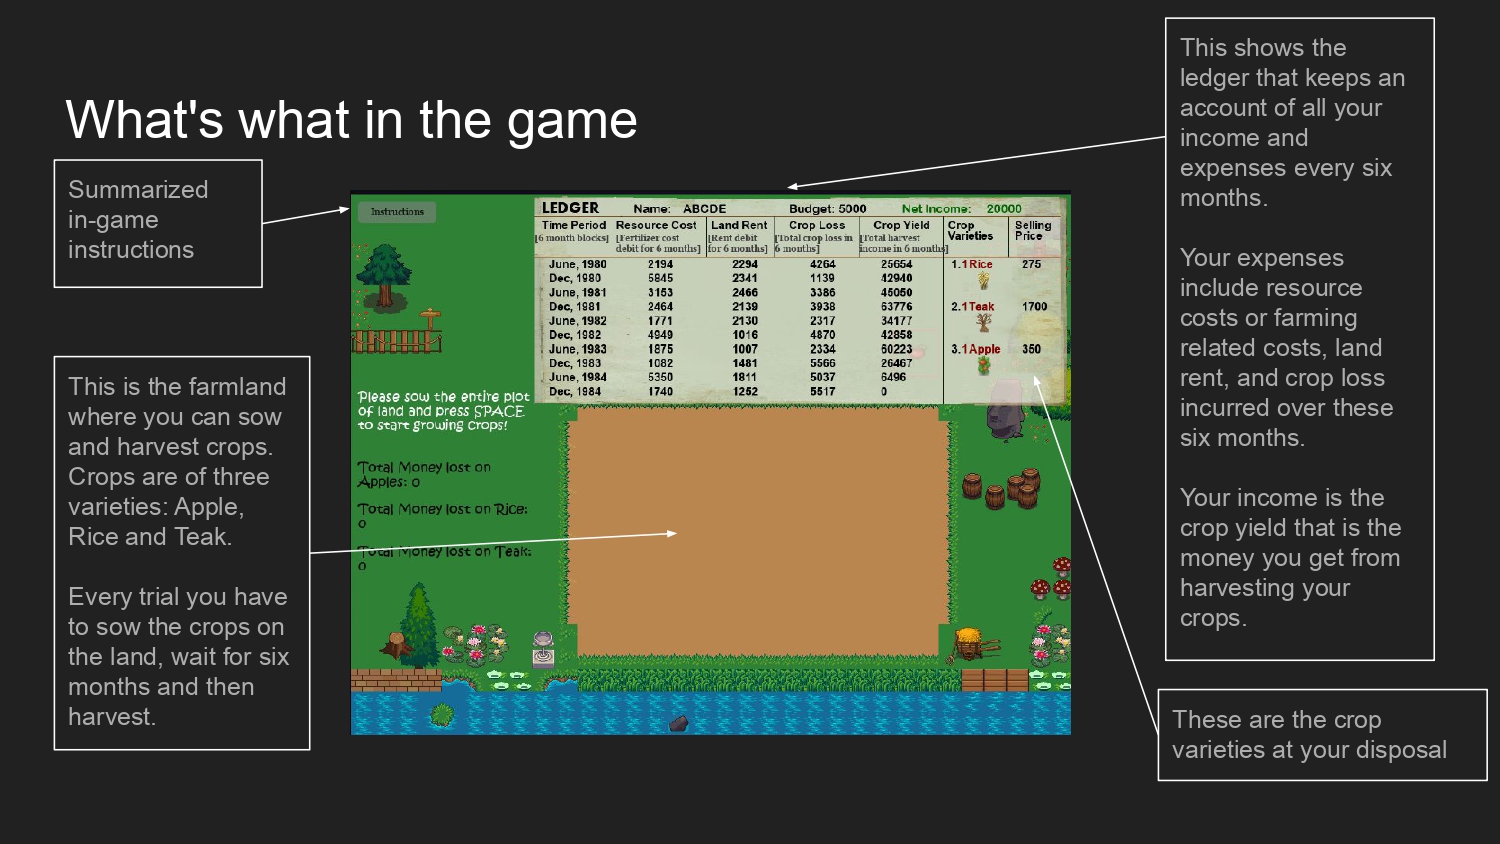 What's what in the game
Summarized
in-game
instructions
This is the farmland
where you can sow
and harvest crops.
Crops are of three
varieties: Apple,
Rice and Teak.
Every trial you have
to sow the crops on
the land, wait for six
months and then
harvest.
Instructions
Please sow the entire plot
of land and press SPACE
to start growing crops!
Total Money lost on
Apples: 0
Total Money lost on Rice:
0
Total Money lost on Teak:
0
LEDGER Name: ABCDE Budget: 5000 Net Income: 20000
Time Period Resource Cost Land Rent Crop Loss Crop Yield Crop Varieties Selling Price
[6 month blocks] [Fertilizer cost debit for 6 months] [Rent debit for 6 months] [Total crop loss in 6 months] [Total harvest income in 6 months]
June, 1980 2194 2294 4264 25654 1.1Rice 275
Dec, 1980 5845 2341 1139 42940
June, 1981 3153 2466 3386 45050
Dec, 1981 2464 2139 3938 63776 2.1Teak 1700
June, 1982 1771 2130 2317 34177
Dec, 1982 4949 1016 4870 42858
June, 1983 1875 1007 2334 60223 3.1Apple 350
Dec, 1983 1082 1481 5566 26467
June, 1984 5350 1811 5037 6496
Dec, 1984 1740 1252 5517 0
This shows the
ledger that keeps an
account of all your
income and
expenses every six
months.
Your expenses
include resource
costs or farming
related costs, land
rent, and crop loss
incurred over these
six months.
Your income is the
crop yield that is the
money you get from
harvesting your
crops.
These are the crop
varieties at your disposal